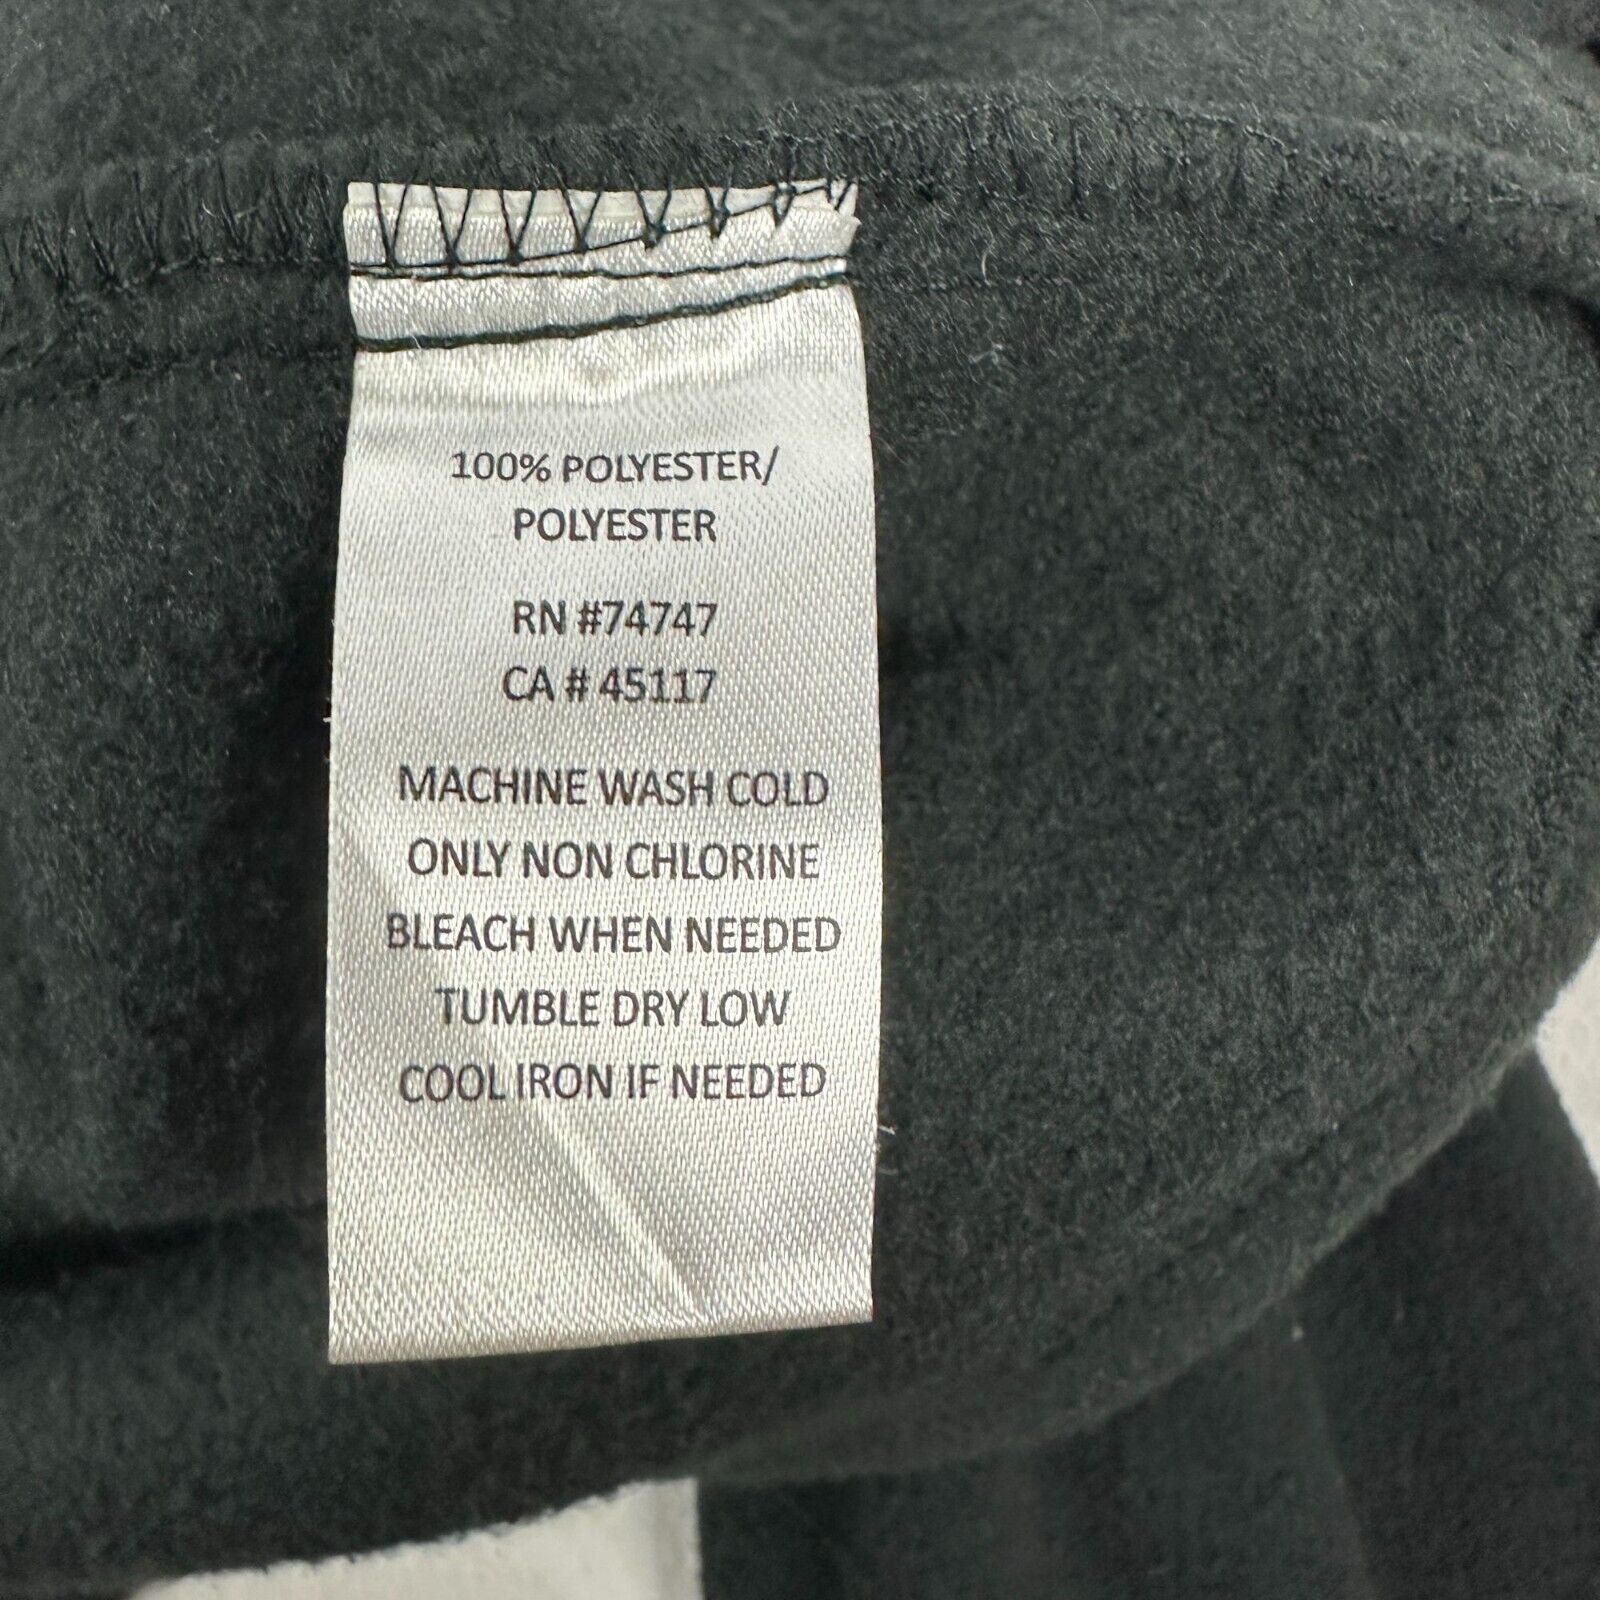 100% POLYESTER/
POLYESTER
RN #74747
CA # 45117
MACHINE WASH COLD
ONLY NON CHLORINE
BLEACH WHEN NEEDED
TUMBLE DRY LOW
COOL IRON IF NEEDED